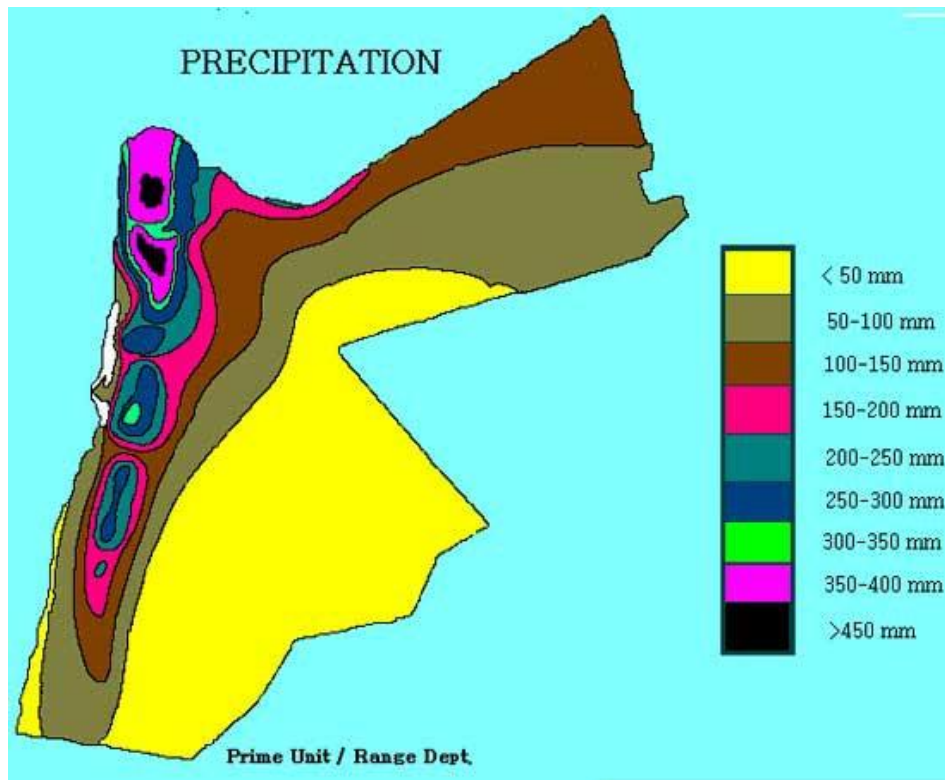 PRECIPITATION
< 50 mm
50-100 mm
100-150 mm
150-200 mm
200-250 mm
250-300 mm
300-350 mm
350-400 mm
>450 mm
Prime Unit / Range Dept.